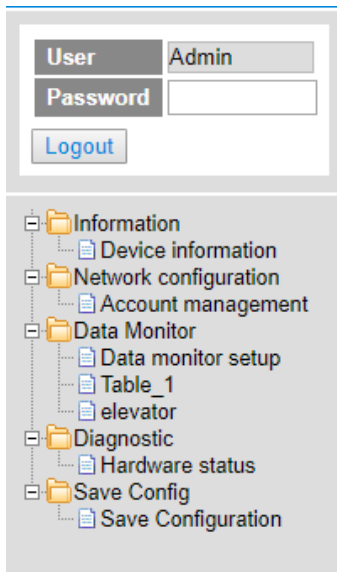 User Admin
Password
Logout
Information
Device information
Network configuration
Account management
Data Monitor
Data monitor setup
Table_1
elevator
Diagnostic
Hardware status
Save Config
Save Configuration